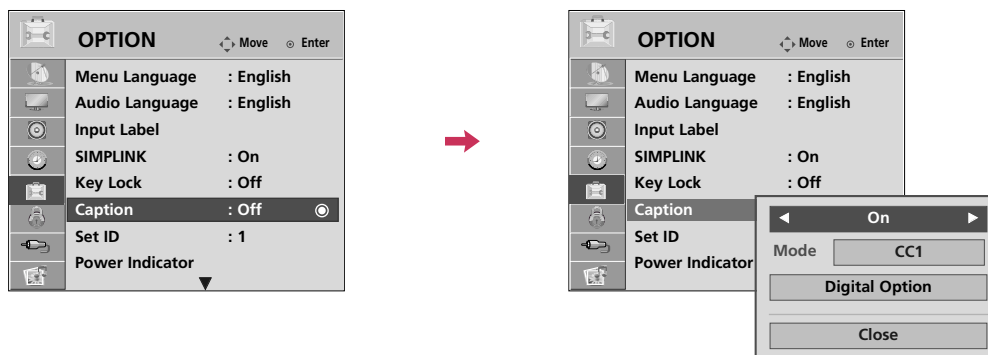 OPTION Move Enter
Menu Language : English
Audio Language : English
Input Label
SIMPLINK : On
Key Lock : Off
Caption : Off
Set ID : 1
Power Indicator
OPTION Move Enter
Menu Language : English
Audio Language : English
Input Label
SIMPLINK : On
Key Lock : Off
Caption
Set ID
Power Indicator
On
Mode CC1
Digital Option
Close